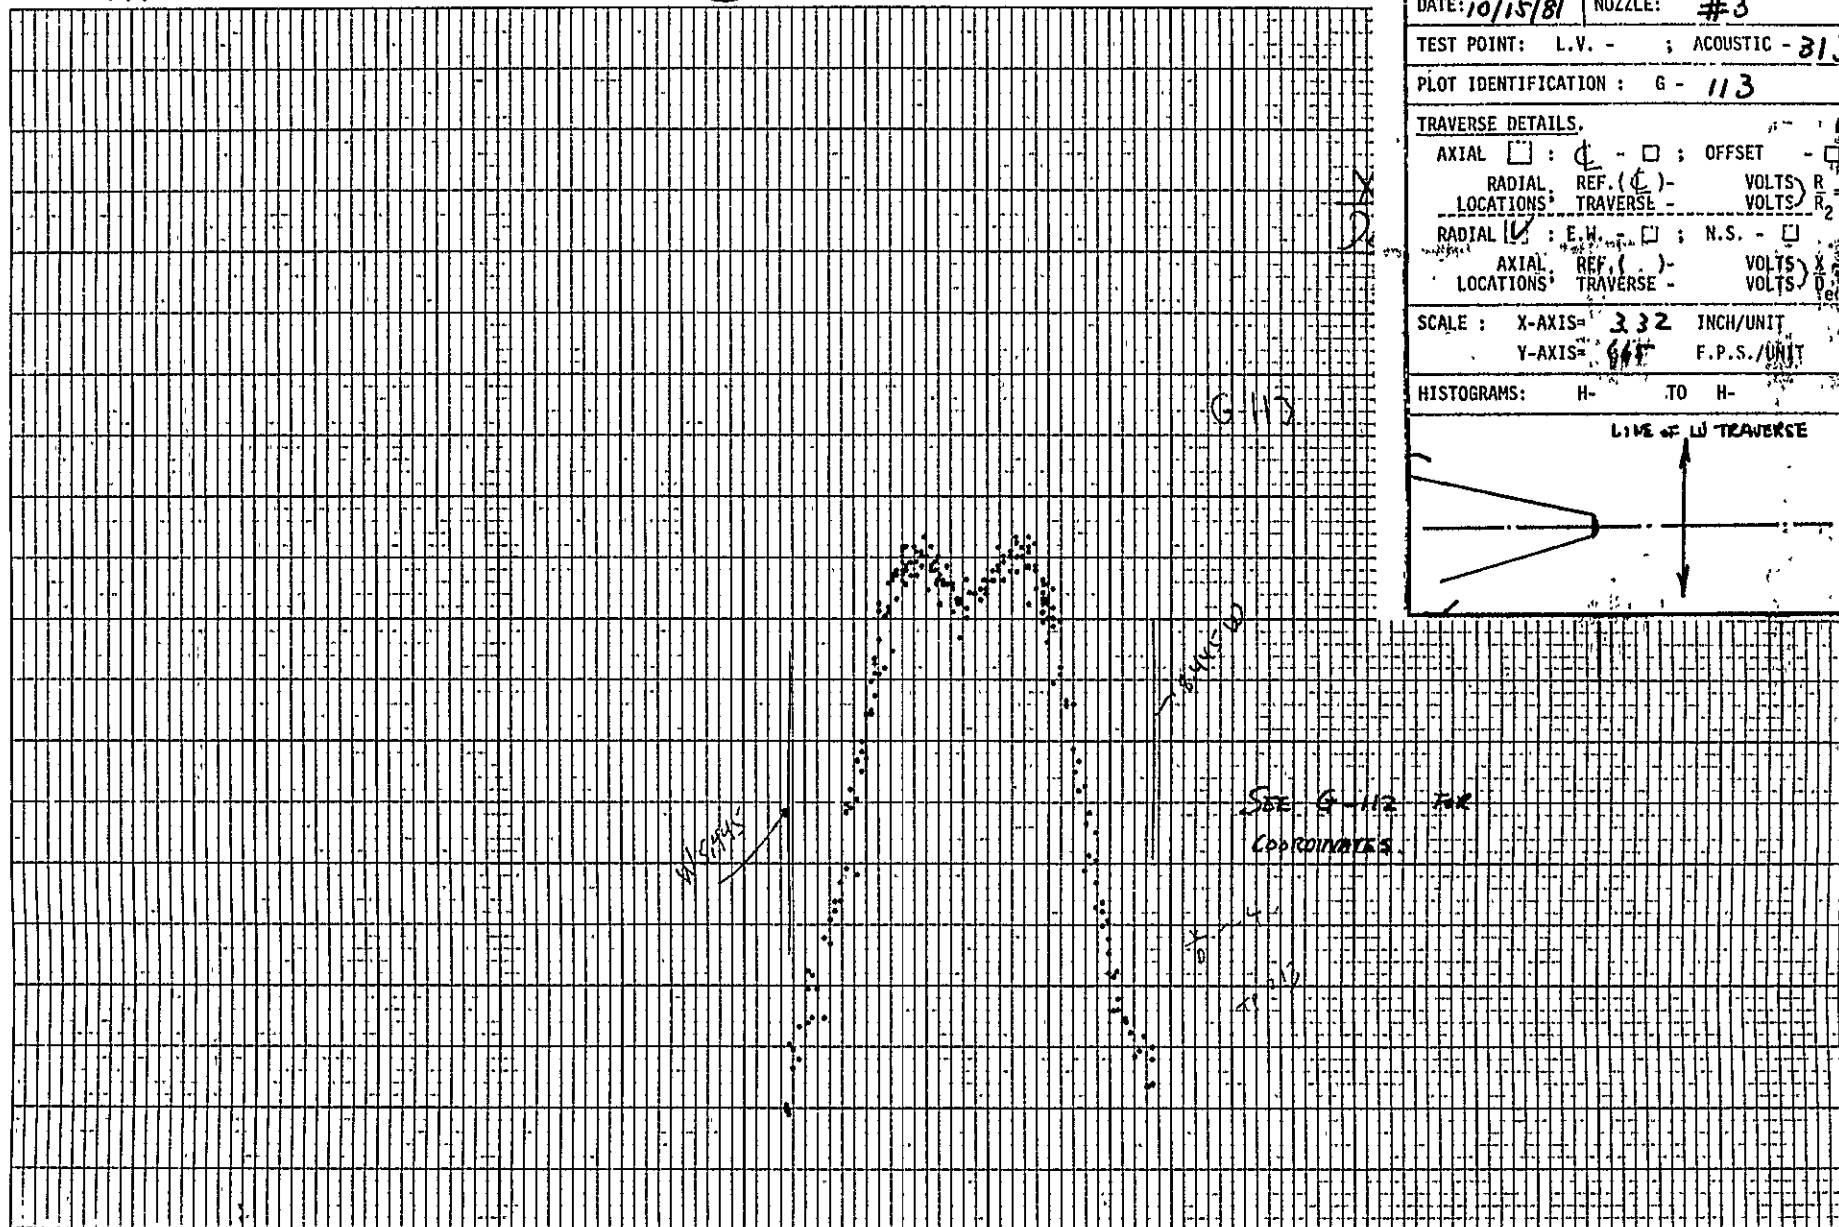 DATE: 10/15/81 NOZZLE: #3
TEST POINT: L.V. - ; ACOUSTIC -
PLOT IDENTIFICATION : G - 113
TRAVERSE DETAILS.
AXIAL : ℄ - ; OFFSET -
RADIAL REF.(℄)- VOLTS R =
LOCATIONS' TRAVERSE - VOLTS R2
RADIAL ✓ : E.W. - ; N.S. -
AXIAL REF.( )- VOLTS X
LOCATIONS' TRAVERSE - VOLTS D
SCALE : X-AXIS= 3.32 INCH/UNIT
Y-AXIS= F.P.S./UNIT
HISTOGRAMS: H- TO H-
LINE OF LV TRAVERSE
G-113
SEE G-112 FOR
COORDINATES.